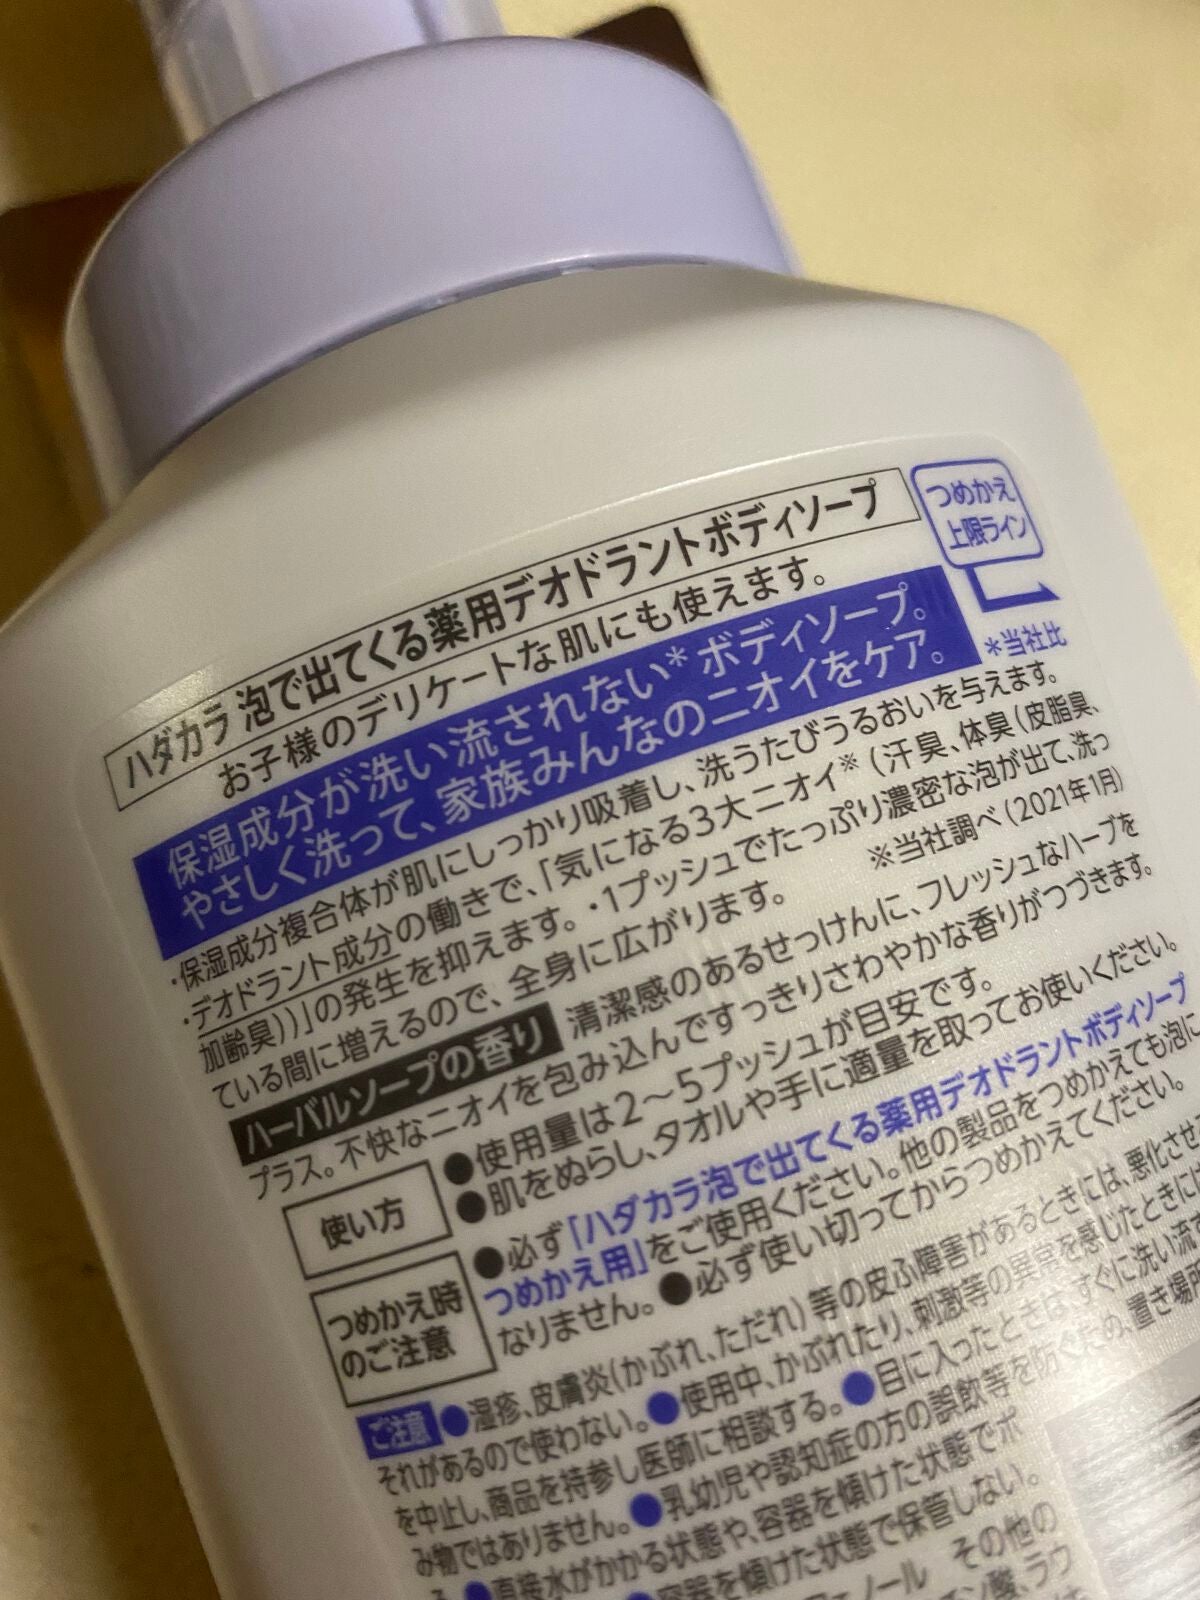 つめかえ
上限ライン
ハダカラ 泡で出てくる薬用デオドラントボディソープ
お子様のデリケートな肌にも使えます。
保湿成分が洗い流されない*ボディソープ。
やさしく洗って、家族みんなのニオイをケア。
*当社比
・保湿成分複合体が肌にしっかり吸着し、洗うたびうるおいを与えます。
・デオドラント成分の働きで、「気になる3大ニオイ※(汗臭、体臭(皮脂臭、
加齢臭))」の発生を抑えます。・1プッシュでたっぷり濃密な泡が出て、洗っ
ている間に増えるので、全身に広がります。 ※当社調べ(2021年1月)
ハーバルソープの香り 清潔感のあるせっけんに、フレッシュなハーブを
プラス。不快なニオイを包み込んですっきりさわやかな香りがつづきます。
使い方
●使用量は2〜5プッシュが目安です。
●肌をぬらし、タオルや手に適量を取ってお使いください。
つめかえ時
のご注意
●必ず「ハダカラ泡で出てくる薬用デオドラントボディソープ
つめかえ用」をご使用ください。他の製品をつめかえても泡に
なりません。●必ず使い切ってからつめかえてください。
ご注意 ●湿疹、皮膚炎(かぶれ、ただれ)等の皮ふ障害があるときには、悪化させ
それがあるので使わない。●使用中、かぶれたり、刺激等の異常を感じたときに
を中止し、商品を持参し医師に相談する。●目に入ったときは、すぐに洗い流
み物ではありません。●乳幼児や認知症の方の誤飲等を防ぐため、置き場所
●直接水がかかる状態や、容器を傾けた状態でポ
●容器を傾けた状態で保管しない。
ノール その他の
ン酸、ラウ